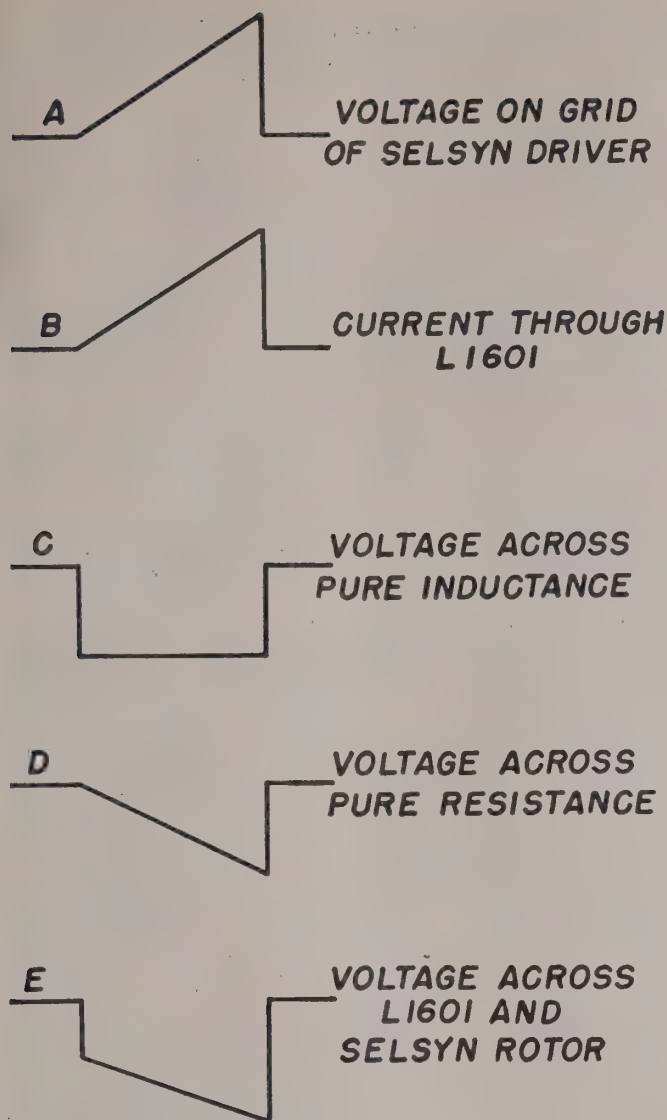 A
VOLTAGE ON GRID
OF SELSYN DRIVER
B
CURRENT THROUGH
L1601
C
VOLTAGE ACROSS
PURE INDUCTANCE
D
VOLTAGE ACROSS
PURE RESISTANCE
E
VOLTAGE ACROSS
L1601 AND
SELSYN ROTOR